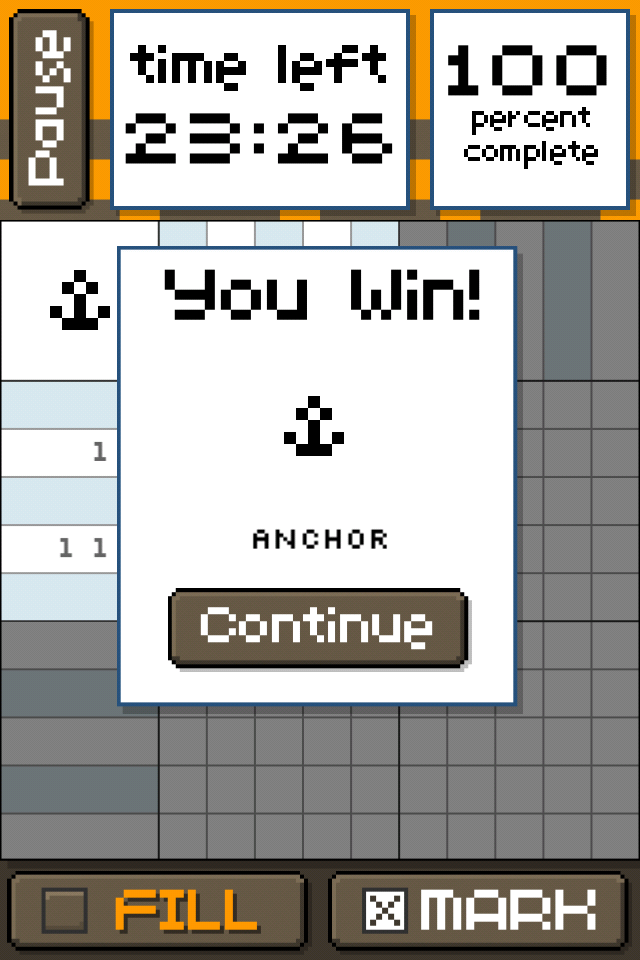 Pause
time left
23:26
100
percent
complete
You Win!
1
1 1
ANCHOR
Continue
FILL
MARK